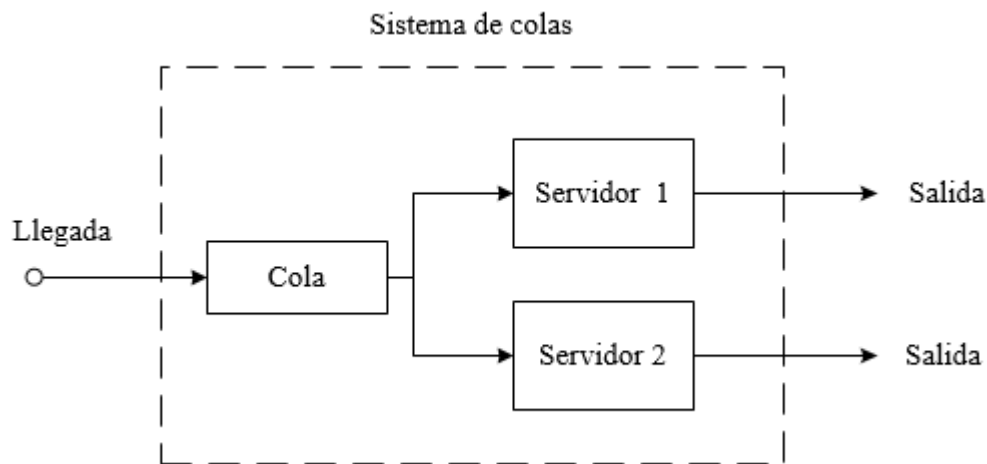 Sistema de colas
Servidor 1
Salida
Llegada
Cola
Servidor 2
Salida